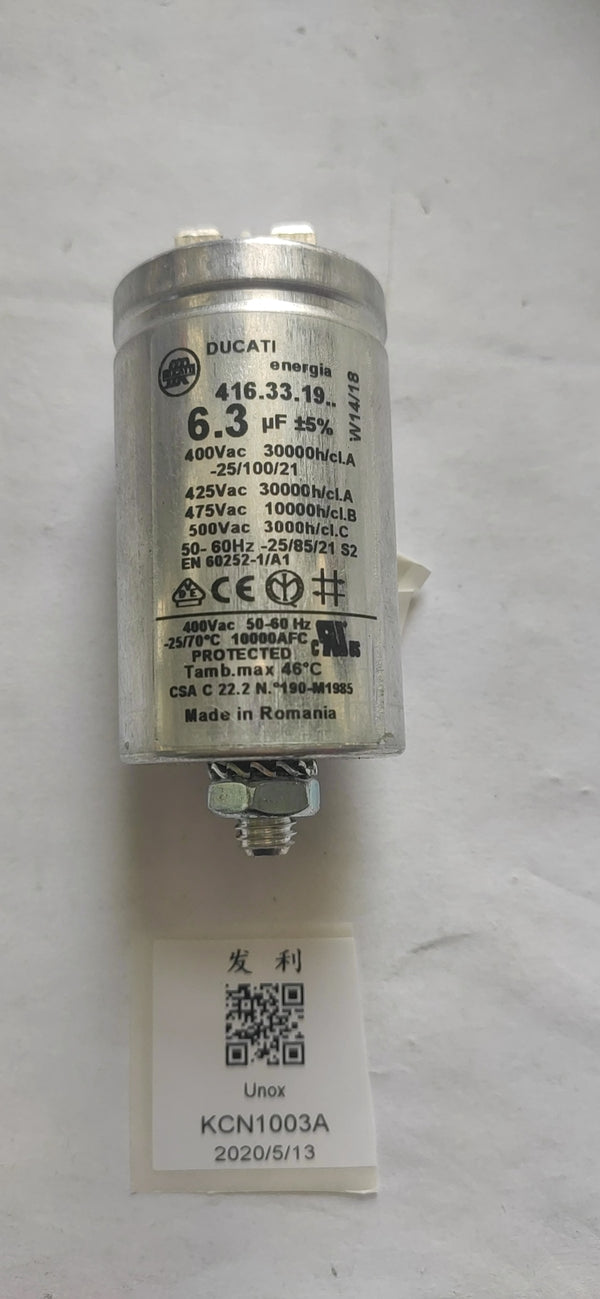 DUCATI
energia
416.33.19..
6.3 µF ±5%
W14/18
400Vac 30000h/cl.A
-25/100/21
425Vac 30000h/cl.A
475Vac 10000h/cl.B
500Vac 3000h/cl.C
50-60Hz -25/85/21 S2
EN 60252-1/A1
CE
400Vac 50-60 Hz
-25/70°C 10000AFC
PROTECTED
Tamb.max 46°C
CSA C 22.2 N.°190-M1985
Made in Romania
发利
Unox
KCN1003A
2020/5/13